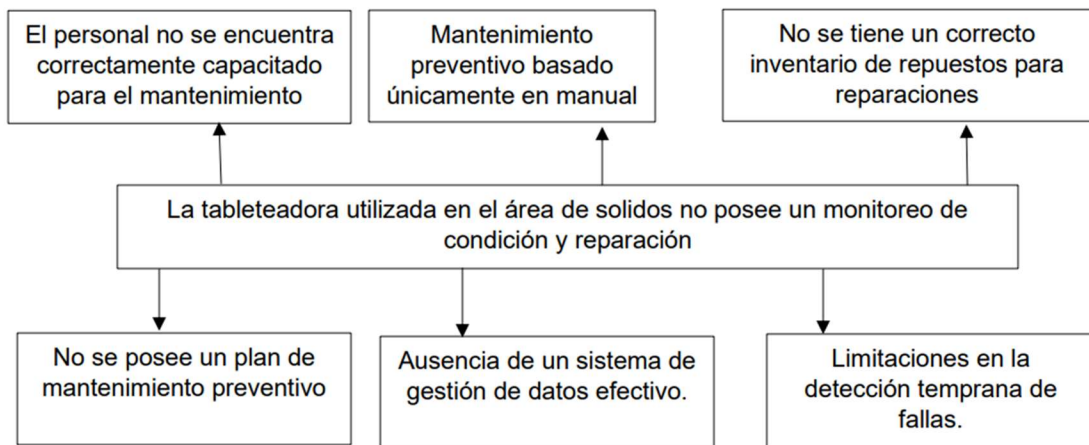 El personal no se encuentra
correctamente capacitado
para el mantenimiento
Mantenimiento
preventivo basado
únicamente en manual
No se tiene un correcto
inventario de repuestos para
reparaciones
La tableteadora utilizada en el área de solidos no posee un monitoreo de
condición y reparación
No se posee un plan de
mantenimiento preventivo
Ausencia de un sistema de
gestión de datos efectivo.
Limitaciones en la
detección temprana de
fallas.